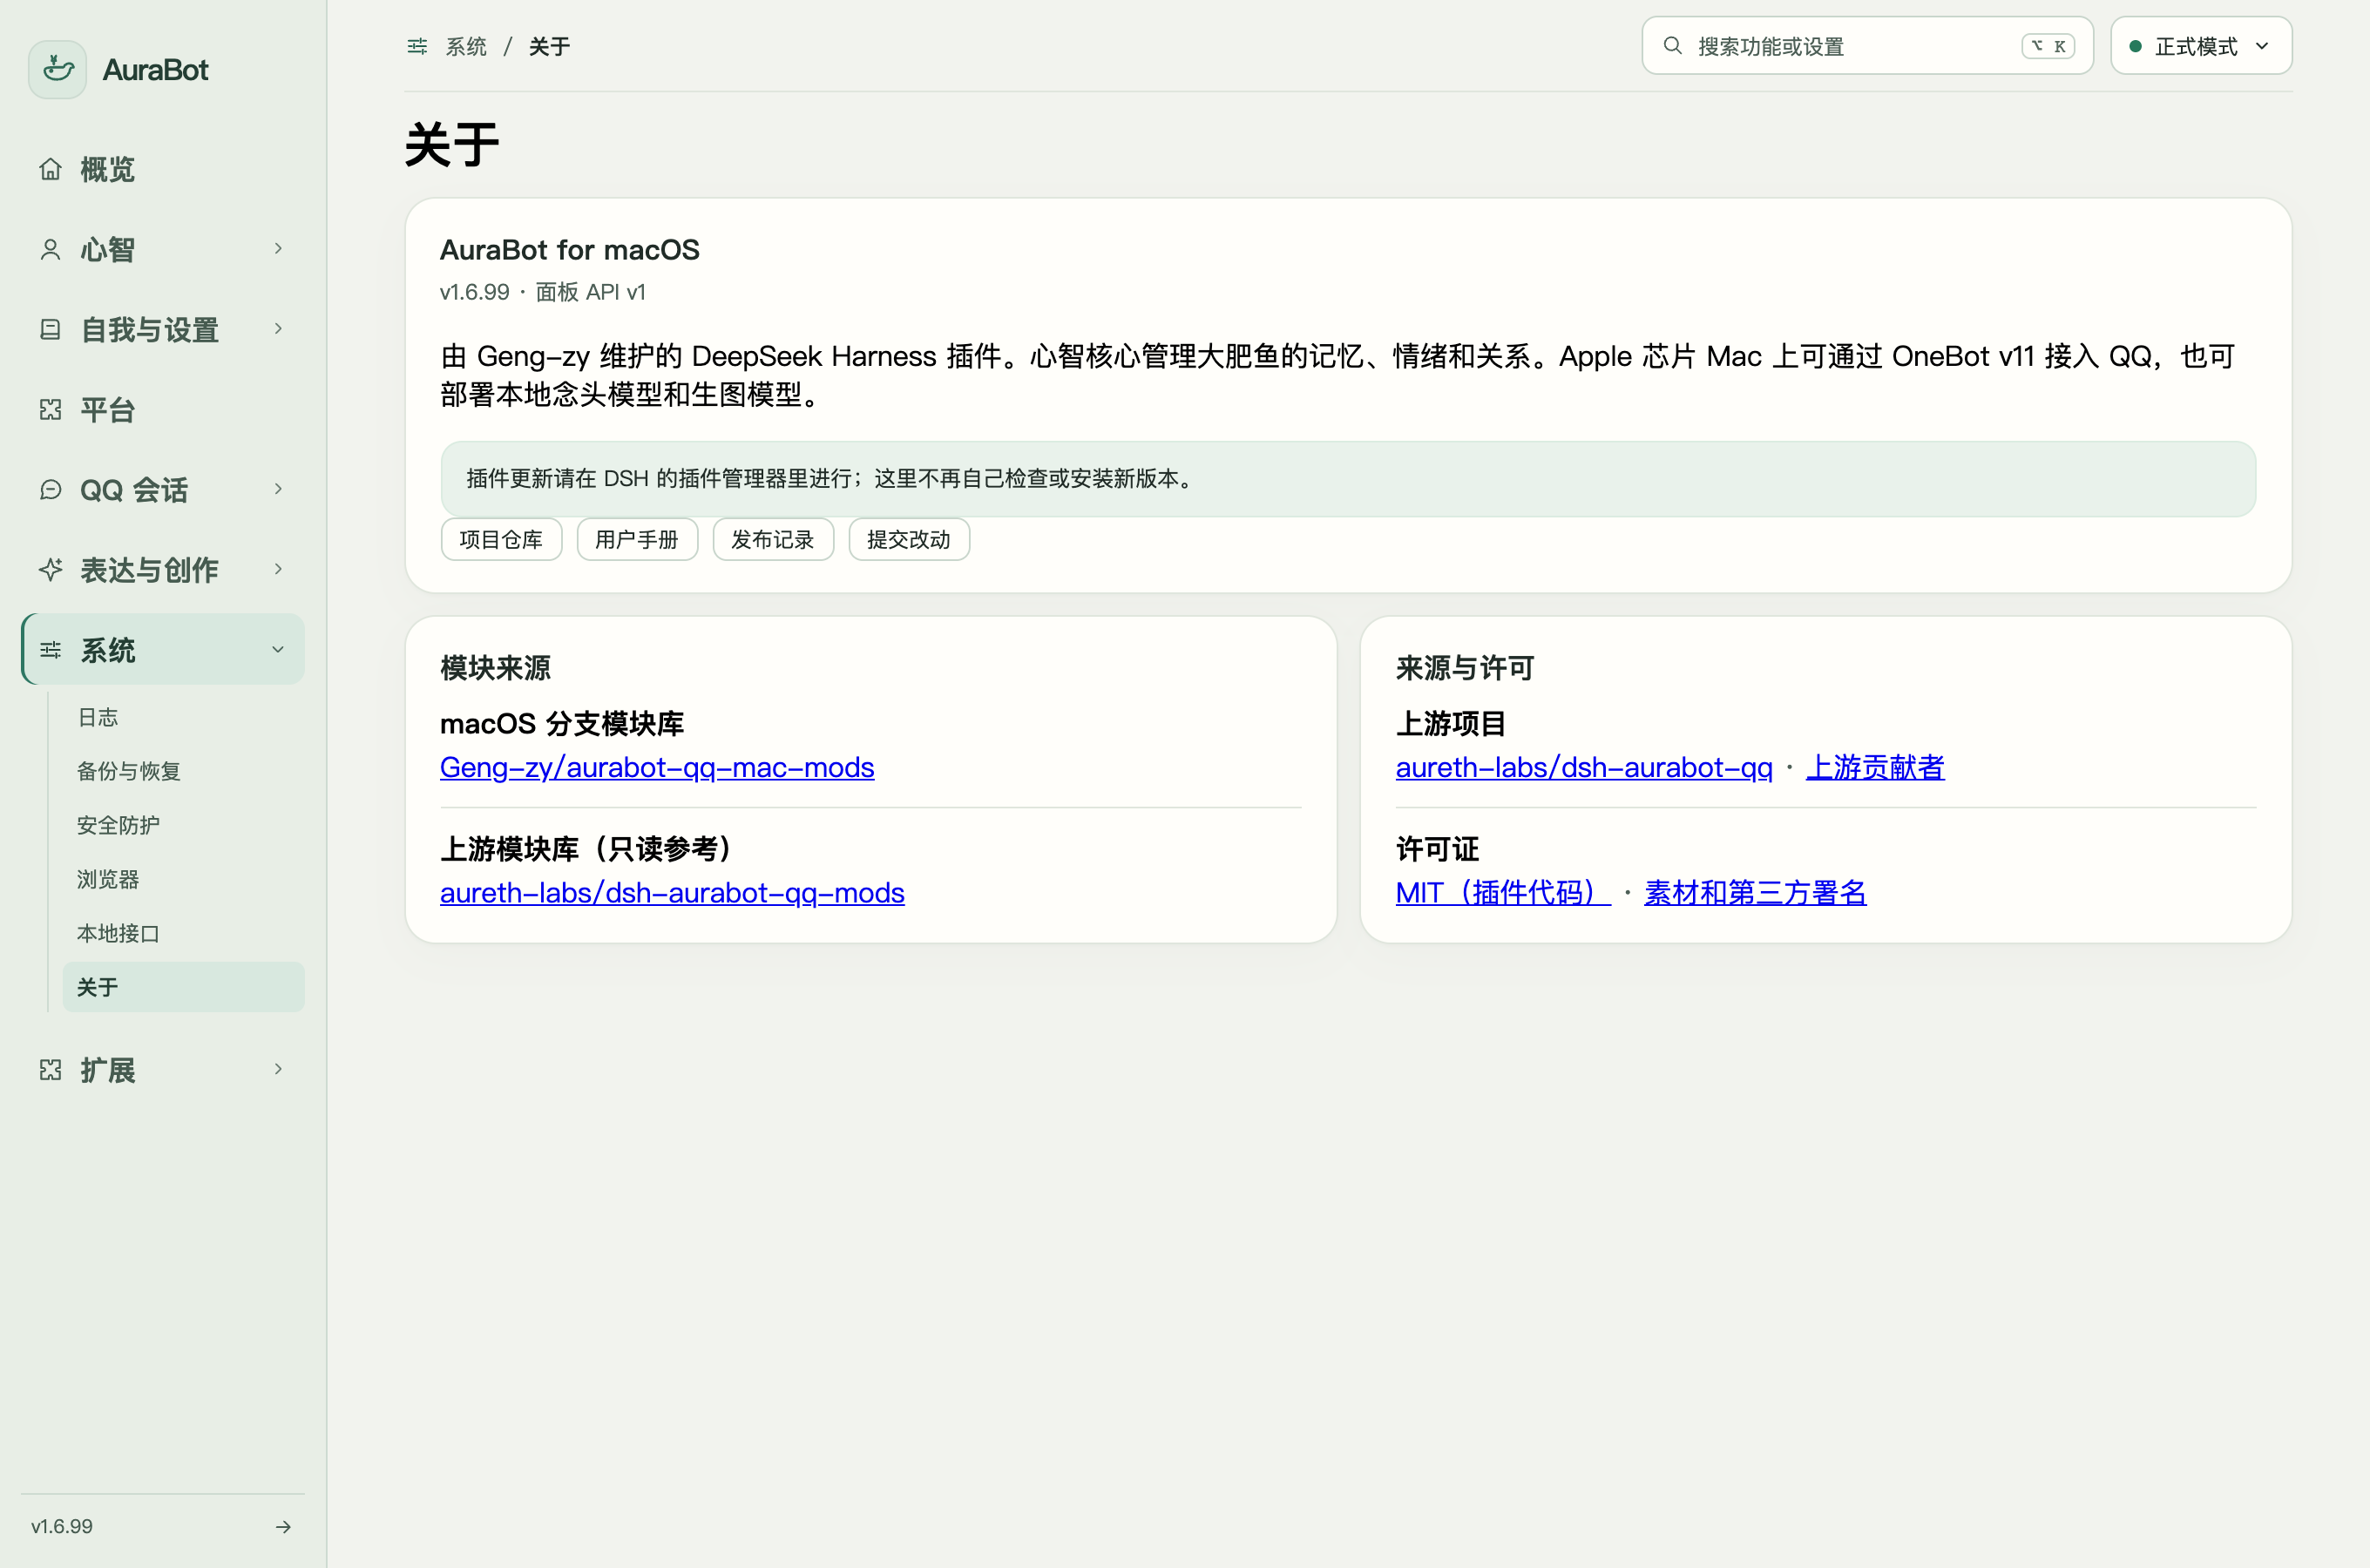 AuraBot
概览
心智
自我与设置
平台
QQ 会话
表达与创作
系统
日志
备份与恢复
安全防护
浏览器
本地接口
关于
扩展
v1.6.99
系统 / 关于
搜索功能或设置
⌥ K
正式模式
关于
AuraBot for macOS
v1.6.99 · 面板 API v1
由 Geng-zy 维护的 DeepSeek Harness 插件。心智核心管理大肥鱼的记忆、情绪和关系。Apple 芯片 Mac 上可通过 OneBot v11 接入 QQ，也可
部署本地念头模型和生图模型。
插件更新请在 DSH 的插件管理器里进行；这里不再自己检查或安装新版本。
项目仓库
用户手册
发布记录
提交改动
模块来源
macOS 分支模块库
Geng-zy/aurabot-qq-mac-mods
上游模块库（只读参考）
aureth-labs/dsh-aurabot-qq-mods
来源与许可
上游项目
aureth-labs/dsh-aurabot-qq · 上游贡献者
许可证
MIT（插件代码） · 素材和第三方署名